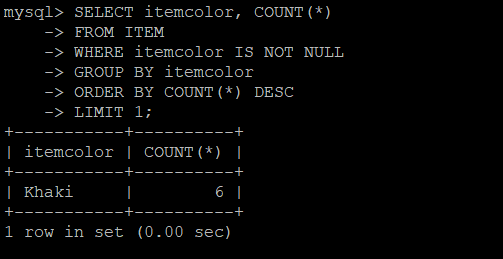 mysql> SELECT itemcolor, COUNT(*)
    -> FROM ITEM
    -> WHERE itemcolor IS NOT NULL
    -> GROUP BY itemcolor
    -> ORDER BY COUNT(*) DESC
    -> LIMIT 1;
+-----------+----------+
| itemcolor | COUNT(*) |
+-----------+----------+
| Khaki     |        6 |
+-----------+----------+
1 row in set (0.00 sec)